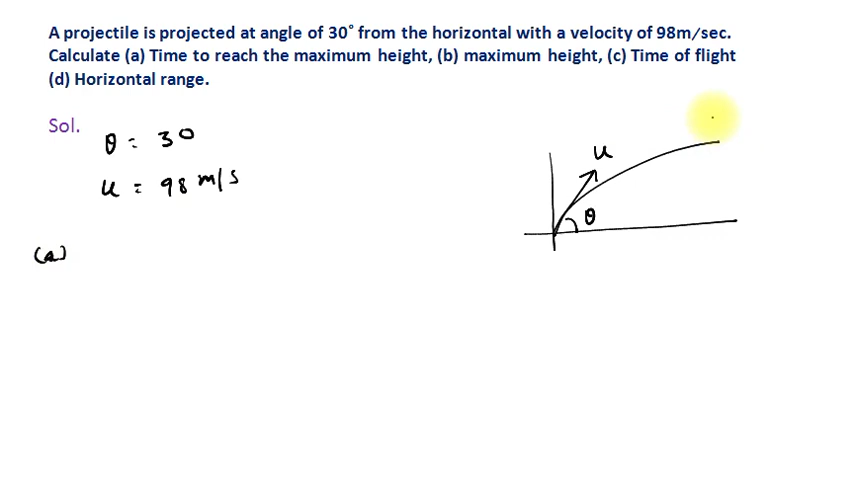 A projectile is projected at angle of 30° from the horizontal with a velocity of 98m/sec.
Calculate (a) Time to reach the maximum height, (b) maximum height, (c) Time of flight
(d) Horizontal range.
Sol.
θ = 30
u = 98 m/s
u
θ
(a)